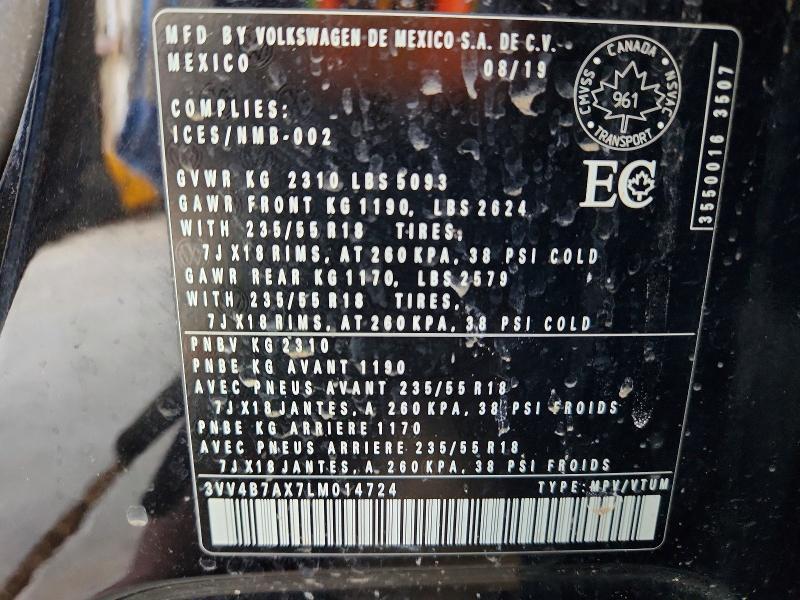 MFD BY VOLKSWAGEN DE MEXICO S.A. DE C.V.
MEXICO 08/19
CANADA
CMVSS 961 NSVAC
TRANSPORT
COMPLIES:
ICES/NMB-002
EC
3550016 3507
GVWR KG 2310 LBS 5093
GAWR FRONT KG 1190, LBS 2624
WITH 235/55 R18 TIRES,
7J X18 RIMS, AT 260 KPA, 38 PSI COLD
GAWR REAR KG 1170, LBS 2579
WITH 235/55 R18 TIRES,
7J X18 RIMS, AT 260 KPA, 38 PSI COLD
PNBV KG 2310
PNBE KG AVANT 1190
AVEC PNEUS AVANT 235/55 R18
7J X18 JANTES, A 260 KPA, 38 PSI FROIDS
PNBE KG ARRIERE 1170
AVEC PNEUS ARRIERE 235/55 R18
7J X18 JANTES, A 260 KPA, 38 PSI FROIDS
3VV4B7AX7LM014724 TYPE: MPV/VTUM